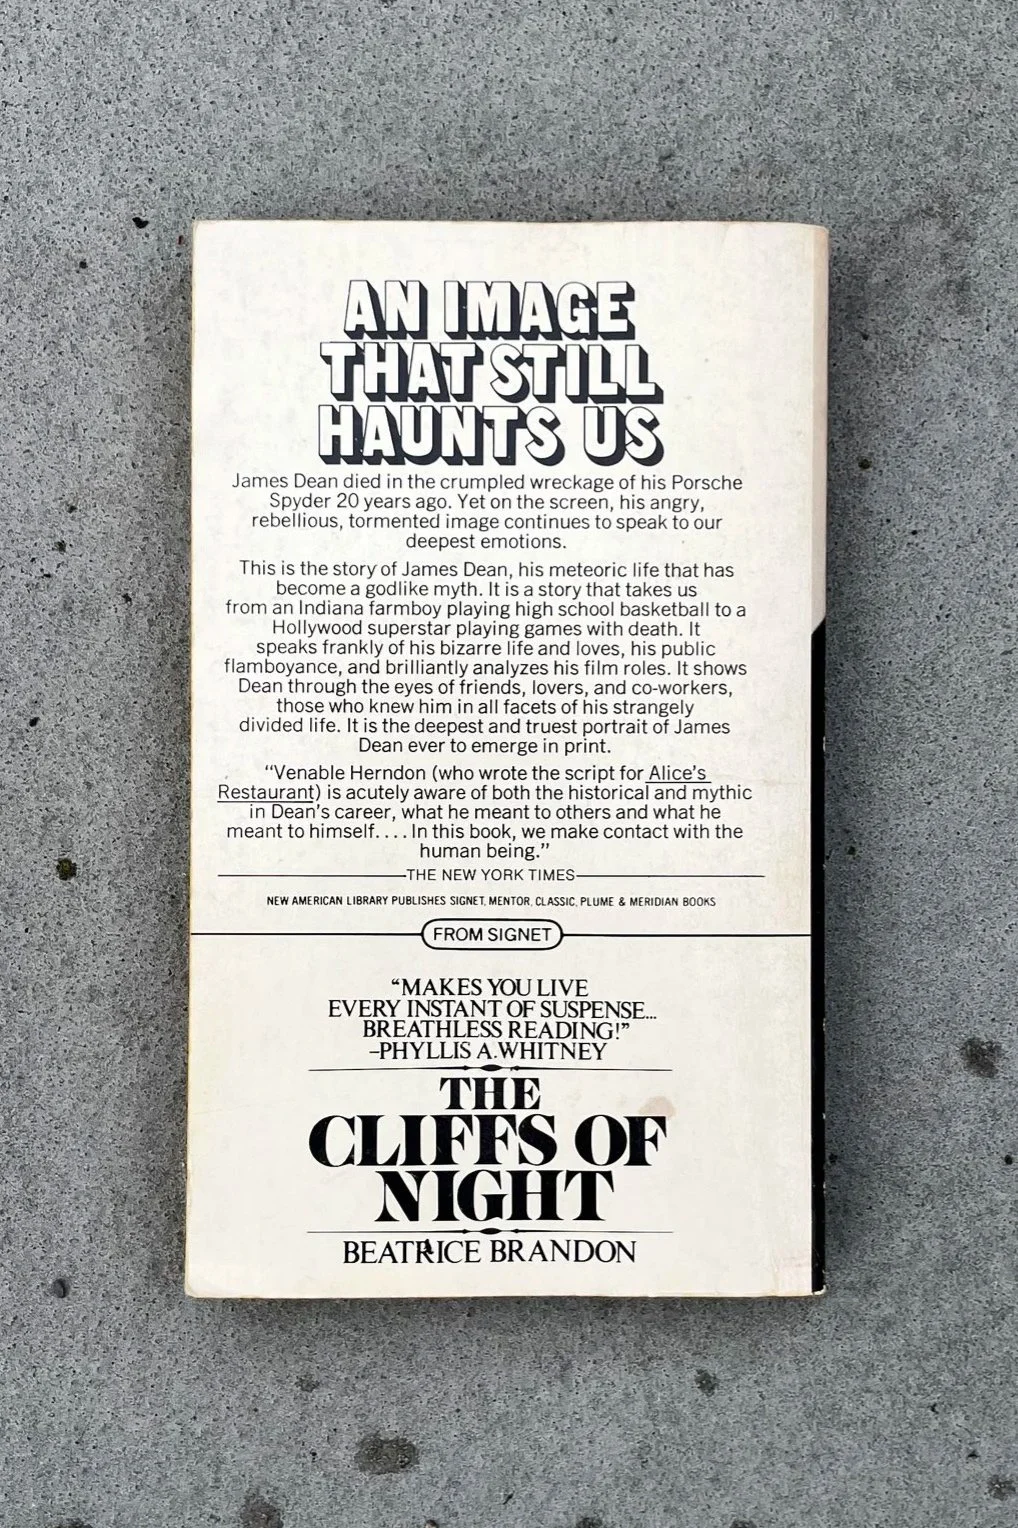 AN IMAGE
THAT STILL
HAUNTS US
James Dean died in the crumpled wreckage of his Porsche
Spyder 20 years ago. Yet on the screen, his angry,
rebellious, tormented image continues to speak to our
deepest emotions.
This is the story of James Dean, his meteoric life that has
become a godlike myth. It is a story that takes us
from an Indiana farmboy playing high school basketball to a
Hollywood superstar playing games with death. It
speaks frankly of his bizarre life and loves, his public
flamboyance, and brilliantly analyzes his film roles. It shows
Dean through the eyes of friends, lovers, and co-workers,
those who knew him in all facets of his strangely
divided life. It is the deepest and truest portrait of James
Dean ever to emerge in print.
“Venable Herndon (who wrote the script for Alice's
Restaurant) is acutely aware of both the historical and mythic
in Dean's career, what he meant to others and what he
meant to himself. . . . In this book, we make contact with the
human being.”
THE NEW YORK TIMES
NEW AMERICAN LIBRARY PUBLISHES SIGNET, MENTOR, CLASSIC, PLUME & MERIDIAN BOOKS
FROM SIGNET
“MAKES YOU LIVE
EVERY INSTANT OF SUSPENSE...
BREATHLESS READING!”
–PHYLLIS A. WHITNEY
THE
CLIFFS OF
NIGHT
BEATRICE BRANDON